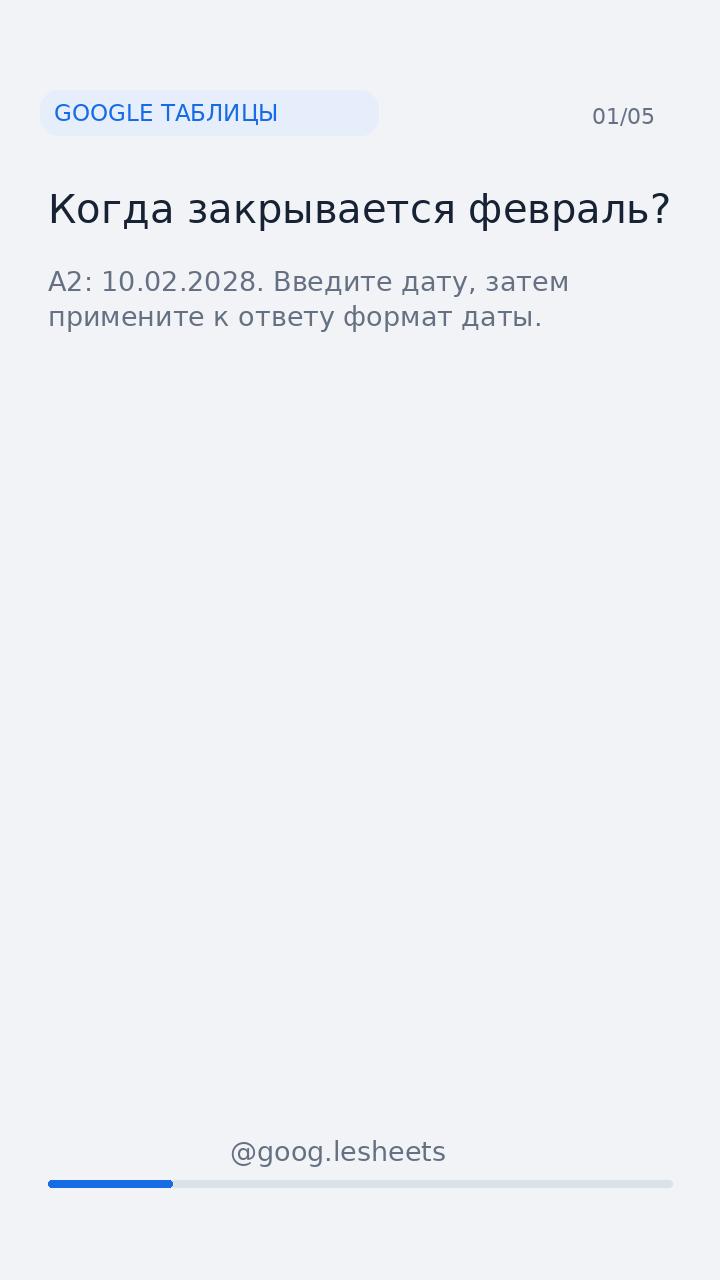 GOOGLE ТАБЛИЦЫ
01/05
Когда закрывается февраль?
A2: 10.02.2028. Введите дату, затем
примените к ответу формат даты.
@goog.lesheets